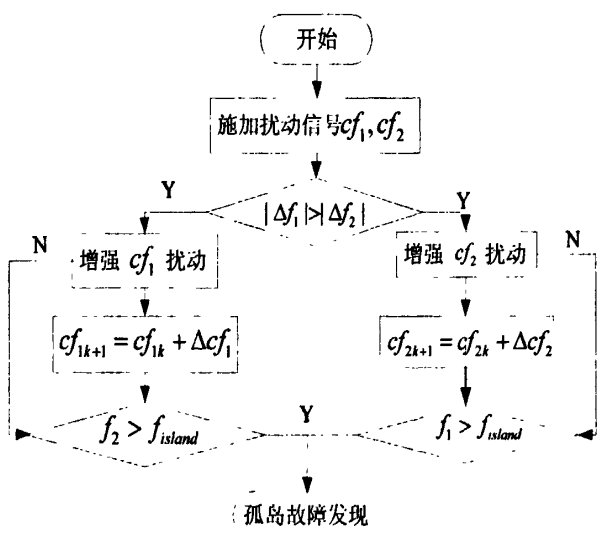 开始
施加扰动信号cf₁,cf₂
|Δf₁|>|Δf₂|
Y
Y
N
增强 cf₁ 扰动
增强 cf₂ 扰动
N
cf₁ₖ₊₁ = cf₁ₖ + Δcf₁
cf₂ₖ₊₁ = cf₂ₖ + Δcf₂
f₂ > f_island
Y
f₁ > f_island
孤岛故障发现